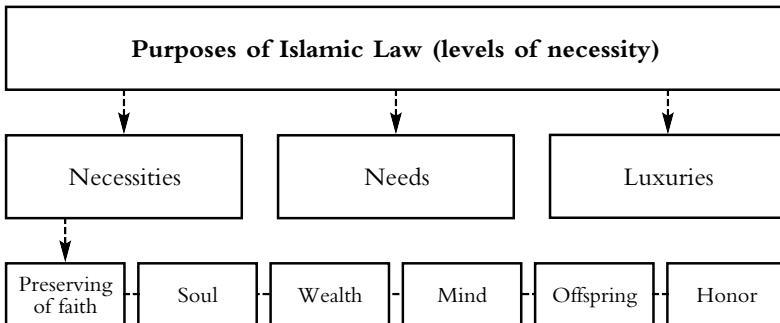 Purposes of Islamic Law (levels of necessity)
Necessities
Needs
Luxuries
Preserving
of faith
Soul
Wealth
Mind
Offspring
Honor